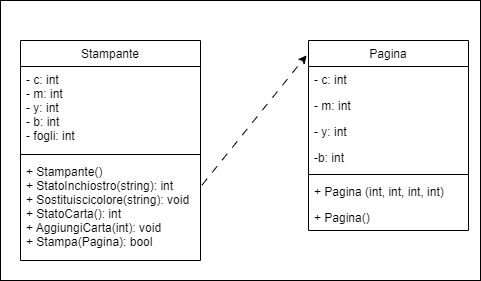 Stampante
- c: int
- m: int
- y: int
- b: int
- fogli: int
+ Stampante()
+ StatoInchiostro(string): int
+ Sostituiscicolore(string): void
+ StatoCarta(): int
+ AggiungiCarta(int): void
+ Stampa(Pagina): bool
Pagina
- c: int
- m: int
- y: int
-b: int
+ Pagina (int, int, int, int)
+ Pagina()